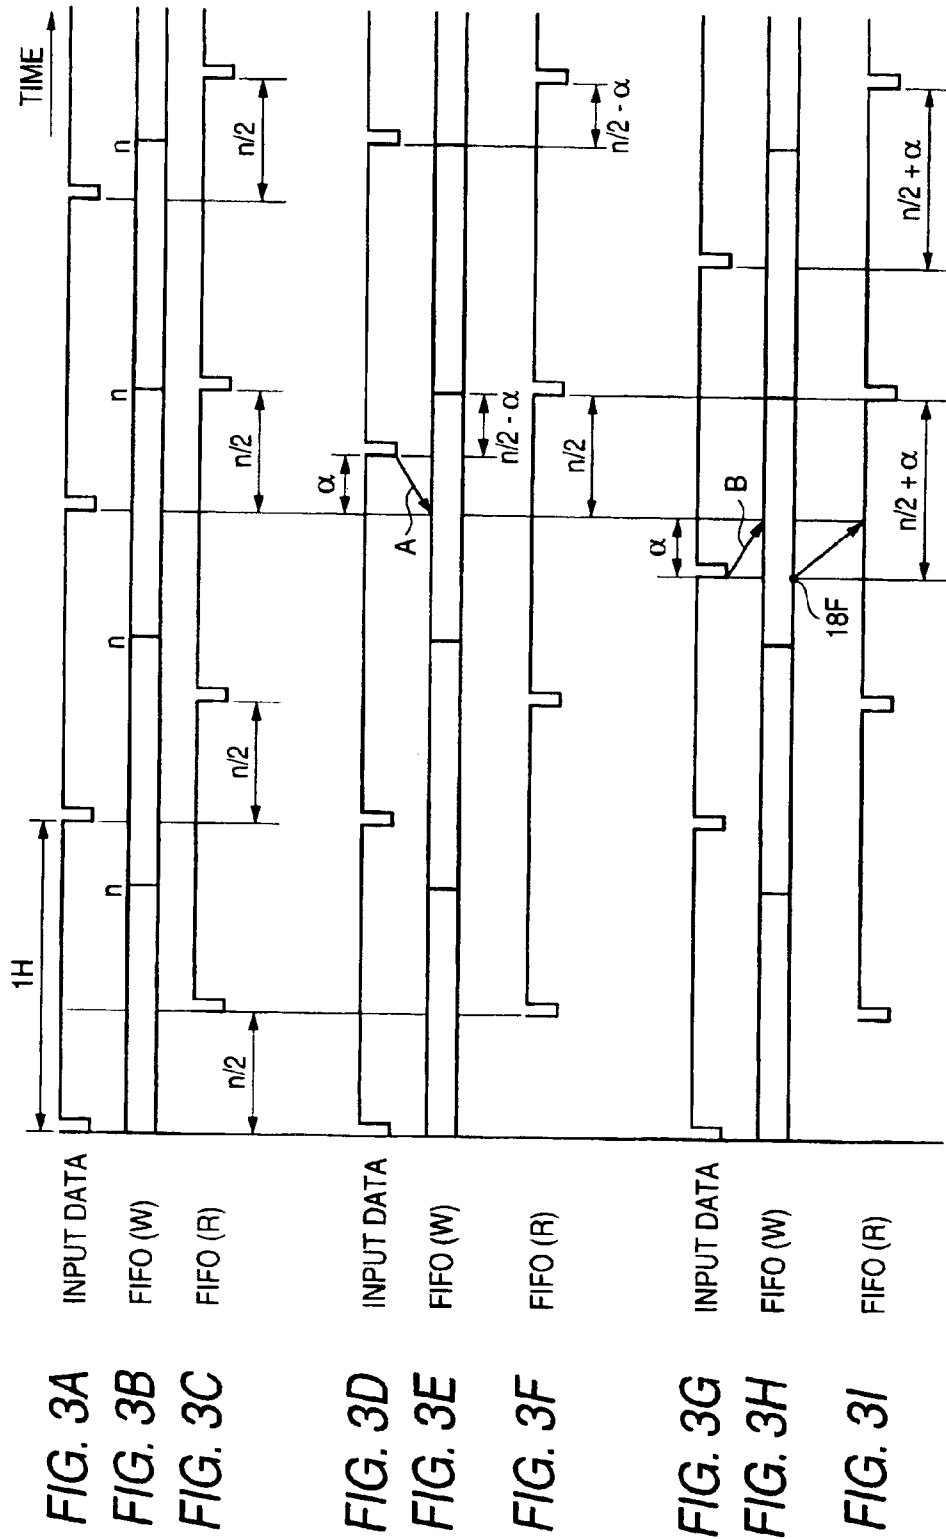 TIME
FIG. 3A
INPUT DATA
1H
FIG. 3B
FIFO (W)
n
n
n
n
FIG. 3C
FIFO (R)
n/2
n/2
n/2
n/2
FIG. 3D
INPUT DATA
α
FIG. 3E
FIFO (W)
A
n/2 - α
n/2 - α
FIG. 3F
FIFO (R)
n/2
FIG. 3G
INPUT DATA
α
B
FIG. 3H
FIFO (W)
18F
FIG. 3I
FIFO (R)
n/2 + α
n/2 + α